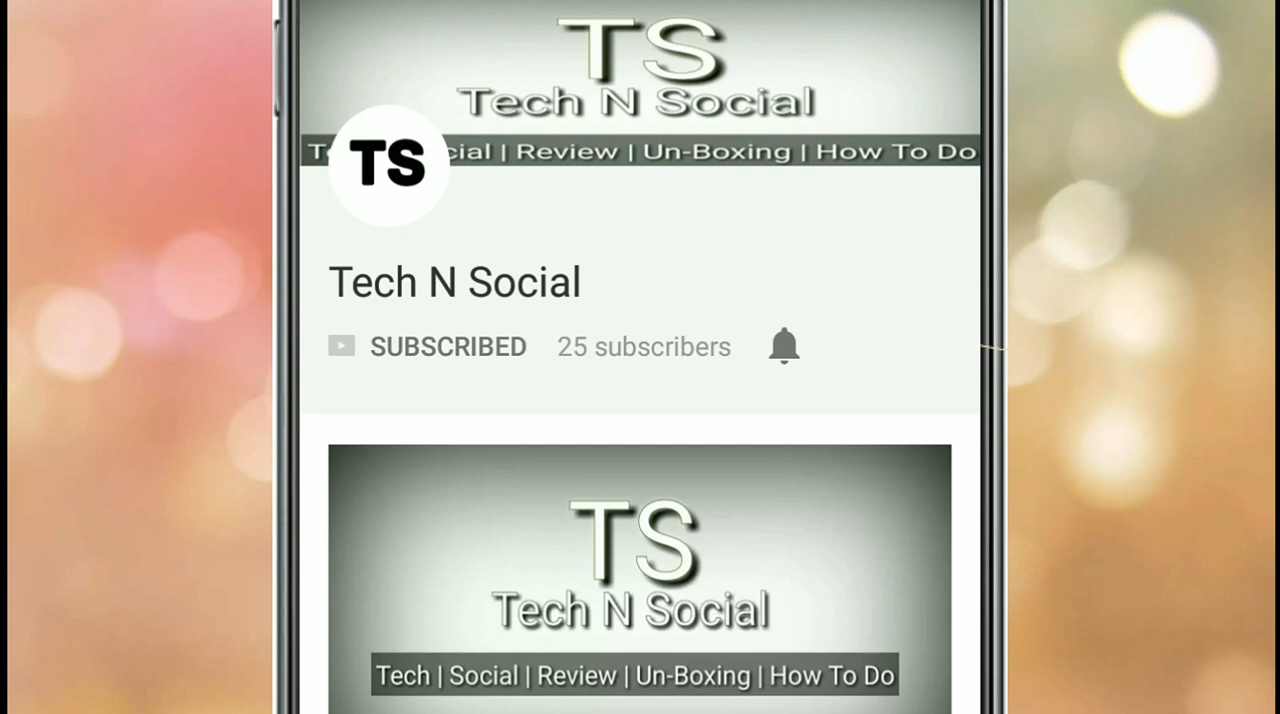 TS
Tech N Social
cial | Review | Un-Boxing | How To Do
TS
Tech N Social
SUBSCRIBED 25 subscribers
TS
Tech N Social
Tech | Social | Review | Un-Boxing | How To Do